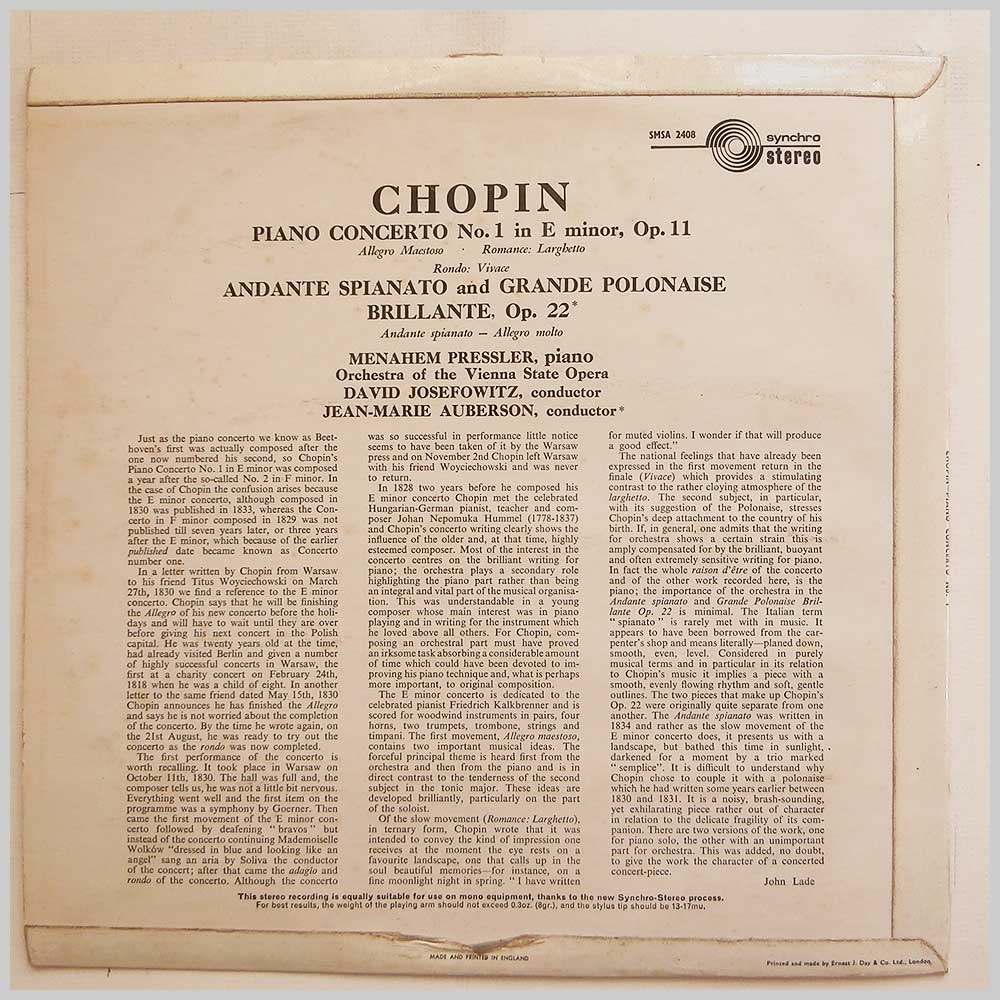 SMSA 2408
synchro
stereo
CHOPIN
PIANO CONCERTO No. 1 in E minor, Op. 11
Allegro Maestoso · Romance: Larghetto
Rondo: Vivace
ANDANTE SPIANATO and GRANDE POLONAISE
BRILLANTE, Op. 22*
Andante spianato — Allegro molto
MENAHEM PRESSLER, piano
Orchestra of the Vienna State Opera
DAVID JOSEFOWITZ, conductor
JEAN-MARIE AUBERSON, conductor*
Just as the piano concerto we know as Beet-
hoven's first was actually composed after the
one now numbered his second, so Chopin's
Piano Concerto No. 1 in E minor was composed
a year after the so-called No. 2 in F minor. In
the case of Chopin the confusion arises because
the E minor concerto, although composed in
1830 was published in 1833, whereas the Con-
certo in F minor composed in 1829 was not
published till seven years later, or three years
after the E minor, which because of the earlier
published date became known as Concerto
number one.
In a letter written by Chopin from Warsaw
to his friend Titus Woyciechowski on March
27th, 1830 we find a reference to the E minor
concerto. Chopin says that he will be finishing
the Allegro of his new concerto before the holi-
days and will have to wait until they are over
before giving his next concert in the Polish
capital. He was twenty years old at the time,
had already visited Berlin and given a number
of highly successful concerts in Warsaw, the
first at a charity concert on February 24th,
1818 when he was a child of eight. In another
letter to the same friend dated May 15th, 1830
Chopin announces he has finished the Allegro
and says he is not worried about the completion
of the concerto. By the time he wrote again, on
the 21st August, he was ready to try out the
concerto as the rondo was now completed.
The first performance of the concerto is
worth recalling. It took place in Warsaw on
October 11th, 1830. The hall was full and, the
composer tells us, he was not a little bit nervous.
Everything went well and the first item on the
programme was a symphony by Goerner. Then
came the first movement of the E minor con-
certo followed by deafening "bravos" but
instead of the concerto continuing Mademoiselle
Wolków "dressed in blue and looking like an
angel" sang an aria by Soliva the conductor
of the concert; after that came the adagio and
rondo of the concerto. Although the concerto
was so successful in performance little notice
seems to have been taken of it by the Warsaw
press and on November 2nd Chopin left Warsaw
with his friend Woyciechowski and was never
to return.
In 1828 two years before he composed his
E minor concerto Chopin met the celebrated
Hungarian-German pianist, teacher and com-
poser Johan Nepomuka Hummel (1778-1837)
and Chopin's concerto writing clearly shows the
influence of the older and, at that time, highly
esteemed composer. Most of the interest in the
concerto centres on the brilliant writing for
piano; the orchestra plays a secondary role
highlighting the piano part rather than being
an integral and vital part of the musical organisa-
tion. This was understandable in a young
composer whose main interest was in piano
playing and in writing for the instrument which
he loved above all others. For Chopin, com-
posing an orchestral part must have proved
an irksome task absorbing a considerable amount
of time which could have been devoted to im-
proving his piano technique and, what is perhaps
more important, to original composition.
The E minor concerto is dedicated to the
celebrated pianist Friedrich Kalkbrenner and is
scored for woodwind instruments in pairs, four
horns, two trumpets, trombone, strings and
timpani. The first movement, Allegro maestoso,
contains two important musical ideas. The
forceful principal theme is heard first from the
orchestra and then from the piano and is in
direct contrast to the tenderness of the second
subject in the tonic major. These ideas are
developed brilliantly, particularly on the part
of the soloist.
Of the slow movement (Romance: Larghetto),
in ternary form, Chopin wrote that it was
intended to convey the kind of impression one
receives at the moment the eye rests on a
favourite landscape, one that calls up in the
soul beautiful memories—for instance, on a
fine moonlight night in spring. "I have written
for muted violins. I wonder if that will produce
a good effect."
The national feelings that have already been
expressed in the first movement return in the
finale (Vivace) which provides a stimulating
contrast to the rather cloying atmosphere of the
larghetto. The second subject, in particular,
with its suggestion of the Polonaise, stresses
Chopin's deep attachment to the country of his
birth. If, in general, one admits that the writing
for orchestra shows a certain strain this is
amply compensated for by the brilliant, buoyant
and often extremely sensitive writing for piano.
In fact the whole raison d'être of the concerto
and of the other work recorded here, is the
piano; the importance of the orchestra in the
Andante spianato and Grande Polonaise Bril-
lante Op. 22 is minimal. The Italian term
"spianato" is rarely met with in music. It
appears to have been borrowed from the car-
penter's shop and means literally—planed down,
smooth, even, level. Considered in purely
musical terms and in particular in its relation
to Chopin's music it implies a piece with a
smooth, evenly flowing rhythm and soft, gentle
outlines. The two pieces that make up Chopin's
Op. 22 were originally quite separate from one
another. The Andante spianato was written in
1834 and rather as the slow movement of the
E minor concerto does, it presents us with a
landscape, but bathed this time in sunlight,
darkened for a moment by a trio marked
"semplice". It is difficult to understand why
Chopin chose to couple it with a polonaise
which he had written some years earlier between
1830 and 1831. It is a noisy, brash-sounding,
yet exhilarating piece rather out of character
in relation to the delicate fragility of its com-
panion. There are two versions of the work, one
for piano solo, the other with an unimportant
part for orchestra. This was added, no doubt,
to give the work the character of a concerted
concert-piece.
John Lade
This stereo recording is equally suitable for use on mono equipment, thanks to the new Synchro-Stereo process.
For best results, the weight of the playing arm should not exceed 0.3oz. (8gr.), and the stylus tip should be 13-17mu.
MADE AND PRINTED IN ENGLAND
Printed and made by Ernest J. Day & Co. Ltd., London.